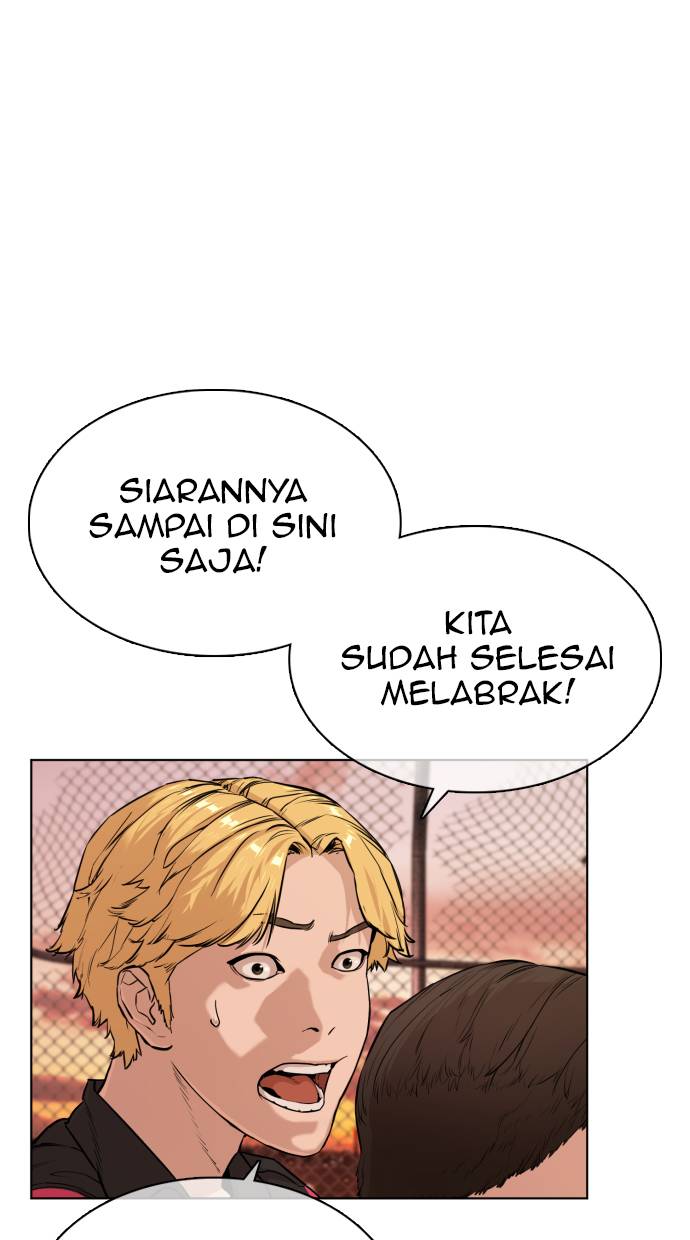 SIARANNYA
SAMPAI DI SINI
SAJA!
KITA
SUDAH SELESAI
MELABRAK!